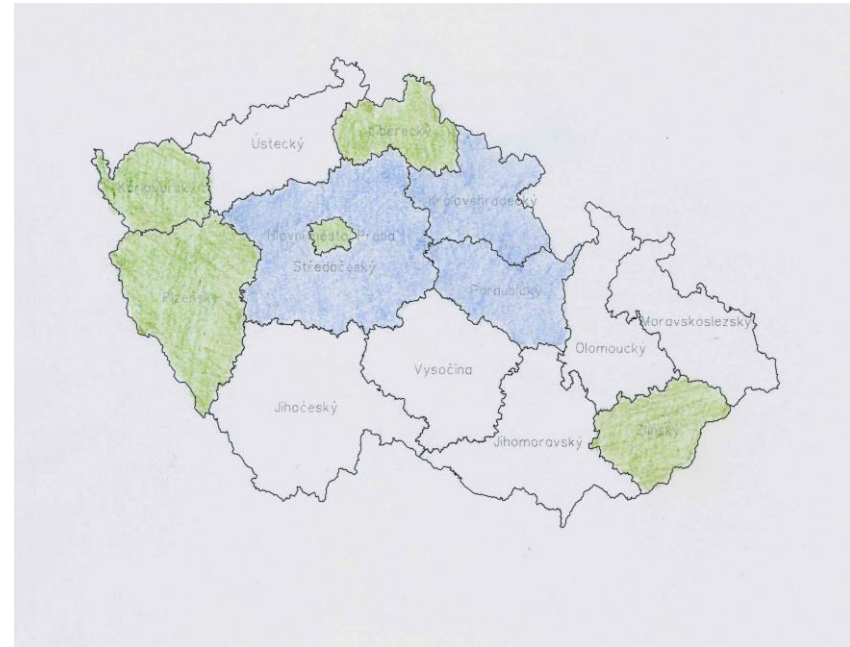 Liberecký
Ústecký
Karlovarský
Královéhradecký
Hlavní město Praha
Středočeský
Plzeňský
Pardubický
Moravskoslezský
Olomoucký
Vysočina
Jihočeský
Zlínský
Jihomoravský